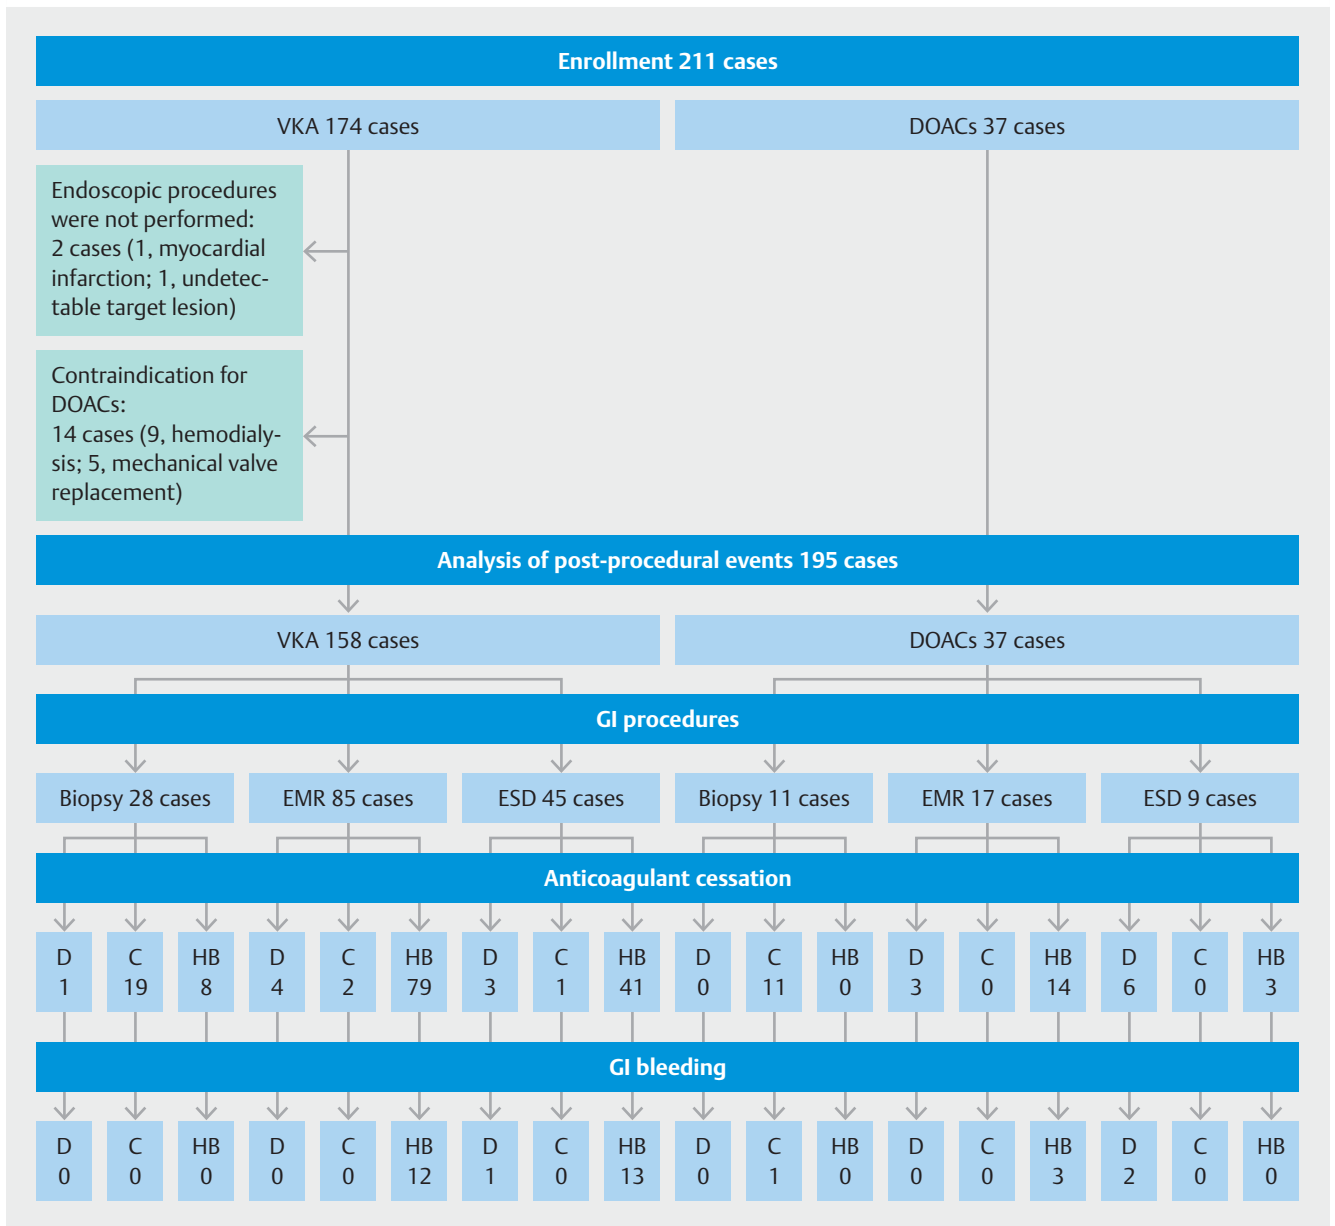 Enrollment 211 cases
VKA 174 cases
DOACs 37 cases
Endoscopic procedures
were not performed:
2 cases (1, myocardial
infarction; 1, undetec-
table target lesion)
Contraindication for
DOACs:
14 cases (9, hemodialy-
sis; 5, mechanical valve
replacement)
Analysis of post-procedural events 195 cases
VKA 158 cases
DOACs 37 cases
GI procedures
Biopsy 28 cases
EMR 85 cases
ESD 45 cases
Biopsy 11 cases
EMR 17 cases
ESD 9 cases
Anticoagulant cessation
D
1
C
19
HB
8
D
4
C
2
HB
79
D
3
C
1
HB
41
D
0
C
11
HB
0
D
3
C
0
HB
14
D
6
C
0
HB
3
GI bleeding
D
0
C
0
HB
0
D
0
C
0
HB
12
D
1
C
0
HB
13
D
0
C
1
HB
0
D
0
C
0
HB
3
D
2
C
0
HB
0